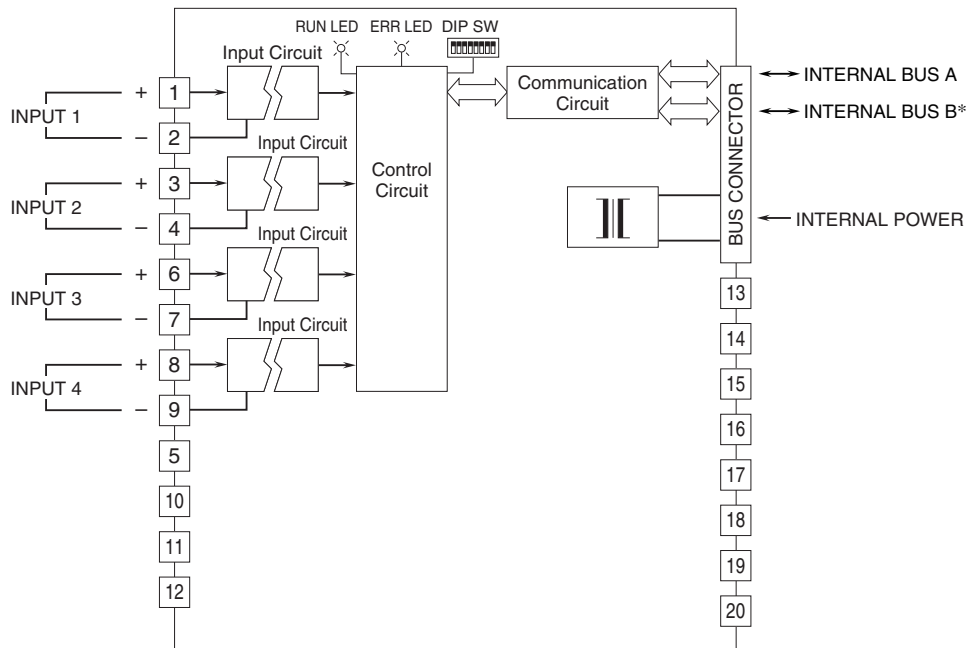 RUN LED ERR LED DIP SW
Input Circuit
INPUT 1
+ 1
− 2
Input Circuit
INPUT 2
+ 3
− 4
Input Circuit
INPUT 3
+ 6
− 7
Input Circuit
INPUT 4
+ 8
− 9
5
10
11
12
Control
Circuit
Communication
Circuit
BUS CONNECTOR
INTERNAL BUS A
INTERNAL BUS B*
INTERNAL POWER
13
14
15
16
17
18
19
20